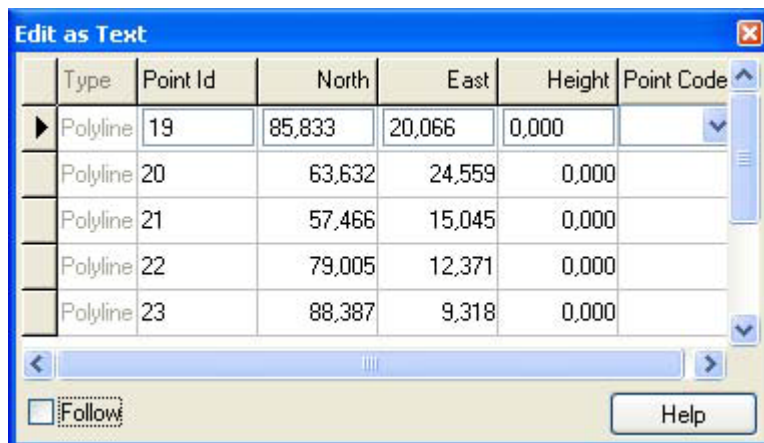 Edit as Text
Type Point Id North East Height Point Code
Polyline 19 85,833 20,066 0,000
Polyline 20 63,632 24,559 0,000
Polyline 21 57,466 15,045 0,000
Polyline 22 79,005 12,371 0,000
Polyline 23 88,387 9,318 0,000
Follow Help